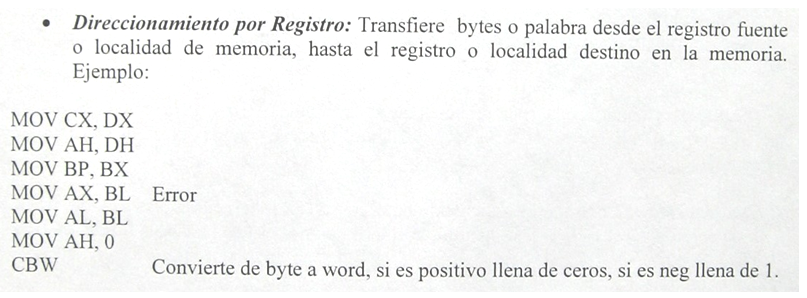 • Direccionamiento por Registro: Transfiere bytes o palabra desde el registro fuente
o localidad de memoria, hasta el registro o localidad destino en la memoria.
Ejemplo:
MOV CX, DX
MOV AH, DH
MOV BP, BX
MOV AX, BL Error
MOV AL, BL
MOV AH, 0
CBW Convierte de byte a word, si es positivo llena de ceros, si es neg llena de 1.